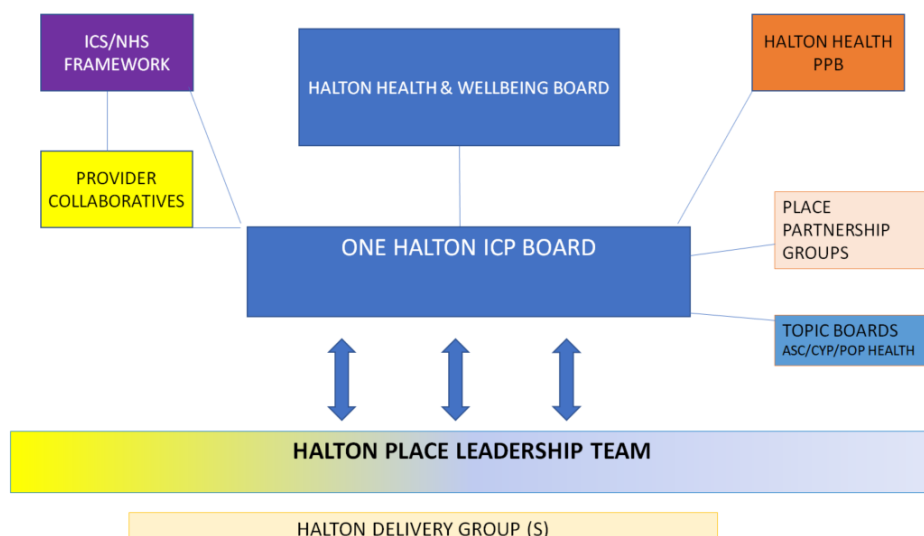 ICS/NHS
FRAMEWORK
HALTON HEALTH & WELLBEING BOARD
HALTON HEALTH
PPB
PROVIDER
COLLABORATIVES
PLACE
PARTNERSHIP
GROUPS
ONE HALTON ICP BOARD
TOPIC BOARDS
ASC/CYP/POP HEALTH
HALTON PLACE LEADERSHIP TEAM
HALTON DELIVERY GROUP (S)